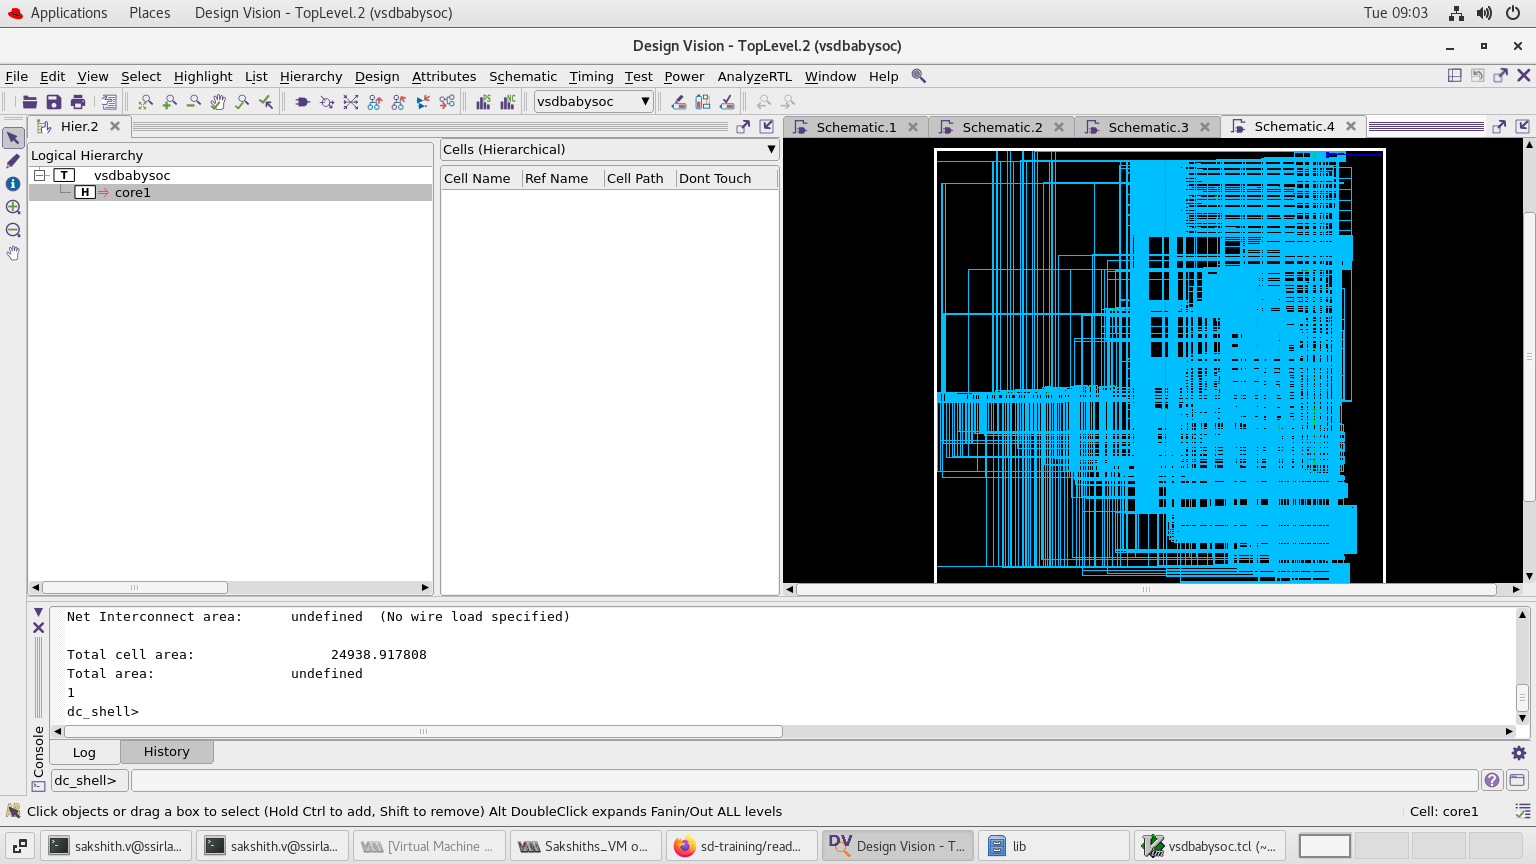 Applications Places Design Vision - TopLevel.2 (vsdbabysoc) Tue 09:03
Design Vision - TopLevel.2 (vsdbabysoc)
File Edit View Select Highlight List Hierarchy Design Attributes Schematic Timing Test Power AnalyzeRTL Window Help
vsdbabysoc
Hier.2
Schematic.1 Schematic.2 Schematic.3 Schematic.4
Logical Hierarchy
T vsdbabysoc
H core1
Cells (Hierarchical)
Cell Name Ref Name Cell Path Dont Touch
Net Interconnect area: undefined (No wire load specified)
Total cell area: 24938.917808
Total area: undefined
1
dc_shell>
Console
Log History
dc_shell>
Click objects or drag a box to select (Hold Ctrl to add, Shift to remove) Alt DoubleClick expands Fanin/Out ALL levels Cell: core1
sakshith.v@ssirla... sakshith.v@ssirla... [Virtual Machine ... Sakshiths_VM o... sd-training/read... DV Design Vision - T... lib vsdbabysoc.tcl (~...